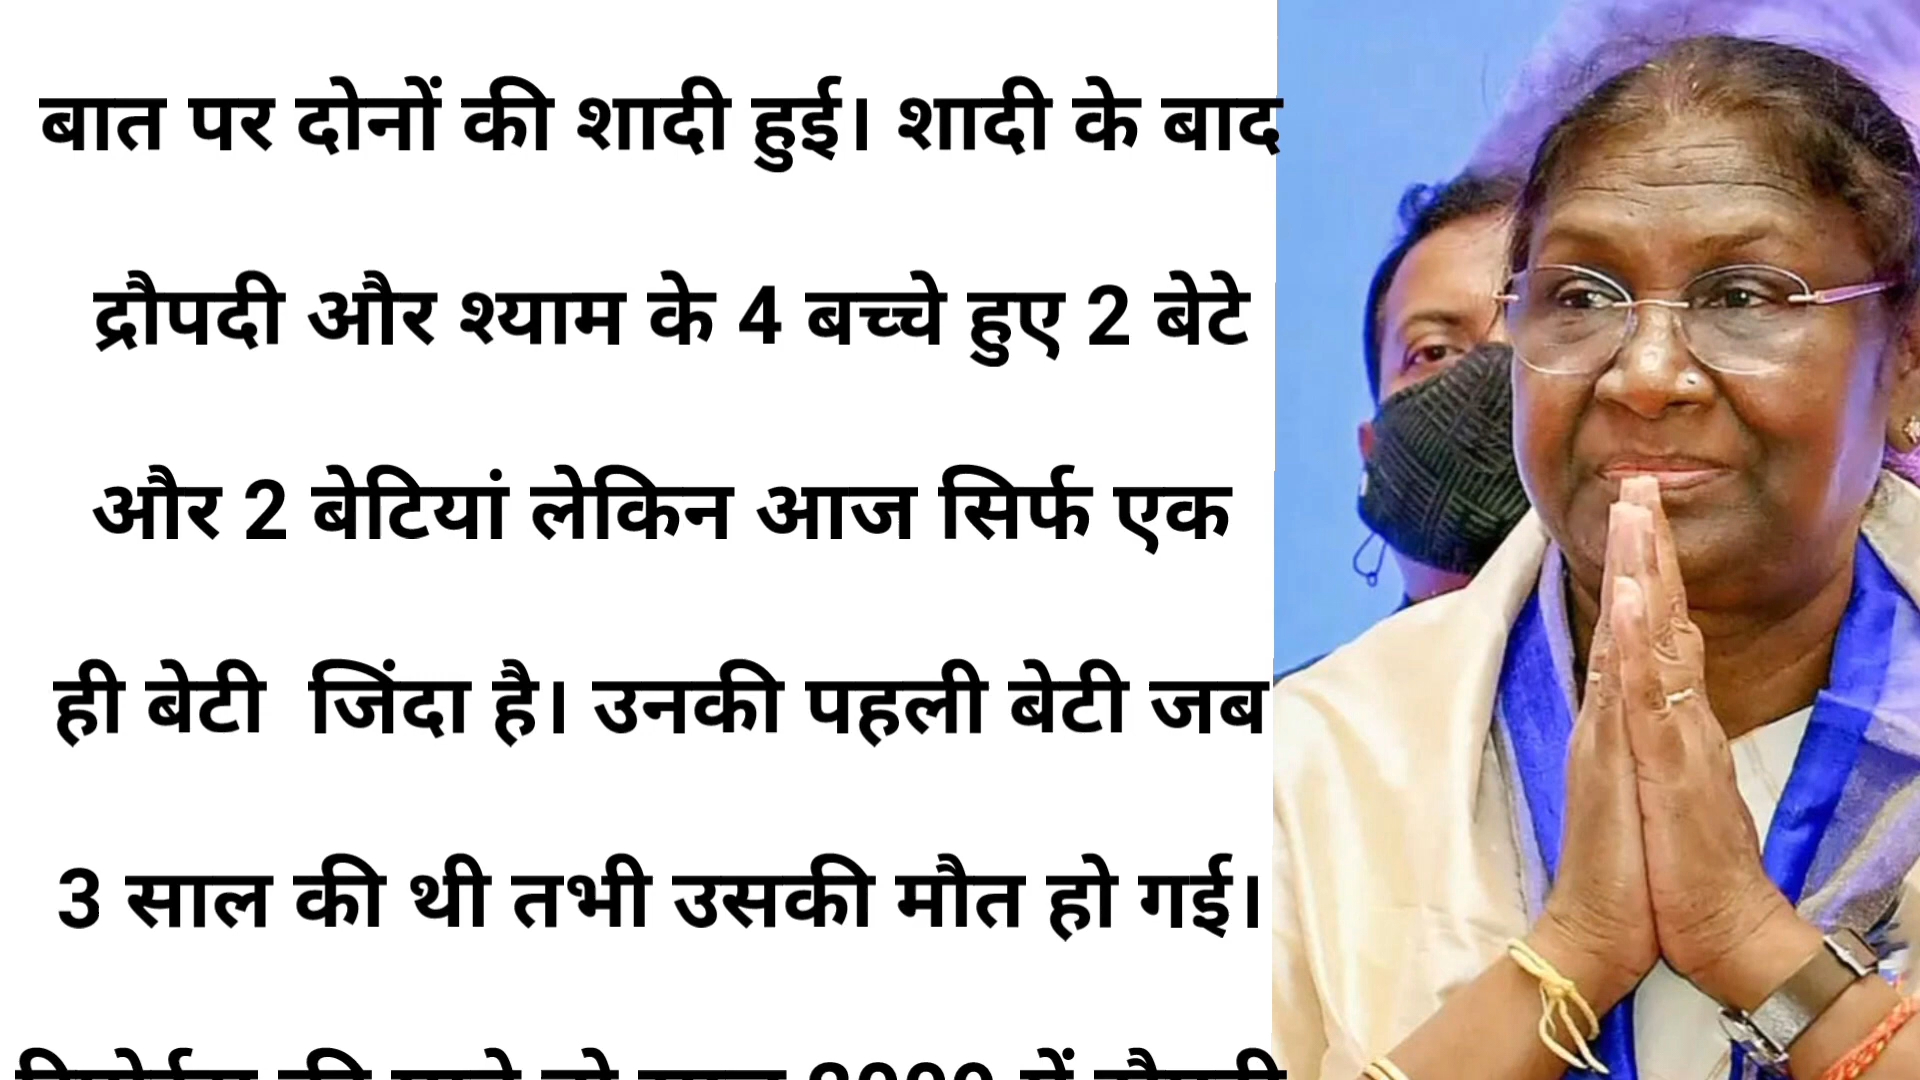 बात पर दोनों की शादी हुई। शादी के बाद
द्रौपदी और श्याम के 4 बच्चे हुए 2 बेटे
और 2 बेटियां लेकिन आज सिर्फ एक
ही बेटी  जिंदा है। उनकी पहली बेटी जब
3 साल की थी तभी उसकी मौत हो गई।